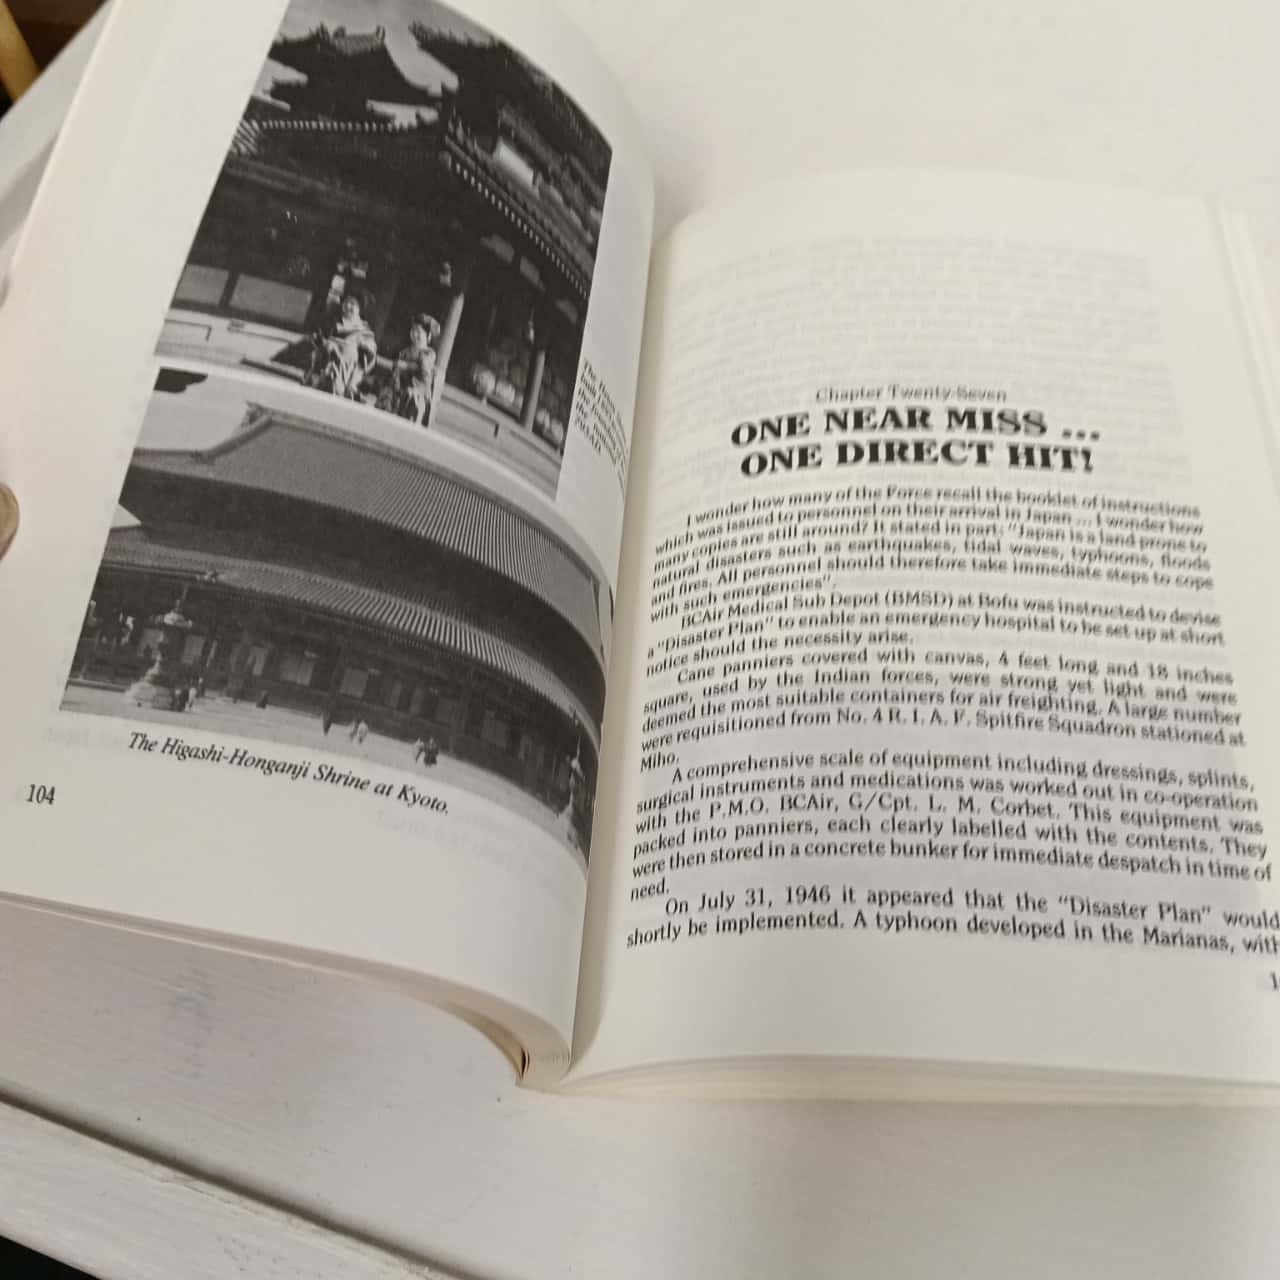 The Higashi-Honganji Shrine at Kyoto.
104
Chapter Twenty-Seven
ONE NEAR MISS ...
ONE DIRECT HIT!
I wonder how many of the Force recall the booklet of instructions
which was issued to personnel on their arrival in Japan ... I wonder how
many copies are still around? It stated in part: "Japan is a land prone to
natural disasters such as earthquakes, tidal waves, typhoons, floods
and fires. All personnel should therefore take immediate steps to cope
with such emergencies".
BCAir Medical Sub Depot (BMSD) at Bofu was instructed to devise
a "Disaster Plan" to enable an emergency hospital to be set up at short
notice should the necessity arise.
Cane panniers covered with canvas, 4 feet long and 18 inches
square, used by the Indian forces, were strong yet light and were
deemed the most suitable containers for air freighting. A large number
were requisitioned from No. 4 R. I. A. F. Spitfire Squadron stationed at
Miho.
A comprehensive scale of equipment including dressings, splints,
surgical instruments and medications was worked out in co-operation
with the P.M.O. BCAir, G/Cpt. L. M. Corbet. This equipment was
packed into panniers, each clearly labelled with the contents. They
were then stored in a concrete bunker for immediate despatch in time of
need.
On July 31, 1946 it appeared that the "Disaster Plan" would
shortly be implemented. A typhoon developed in the Marianas, with